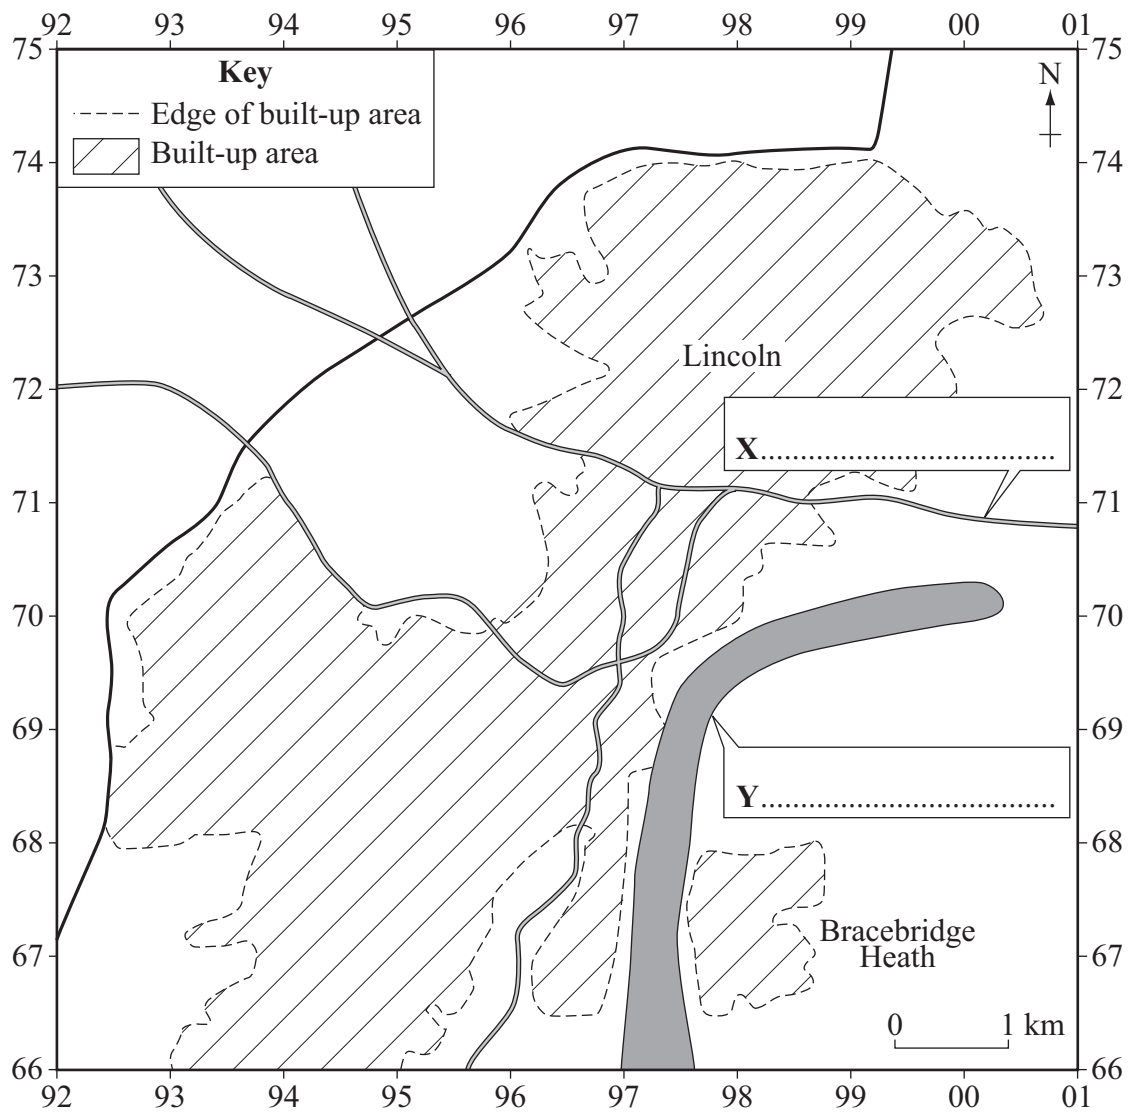 92 93 94 95 96 97 98 99 00 01
75 75
Key
N
Edge of built-up area
Built-up area
74 74
73 73
Lincoln
72 72
X....................................
71 71
70 70
69 69
Y....................................
68 68
Bracebridge
Heath
67 67
0 1 km
66 66
92 93 94 95 96 97 98 99 00 01